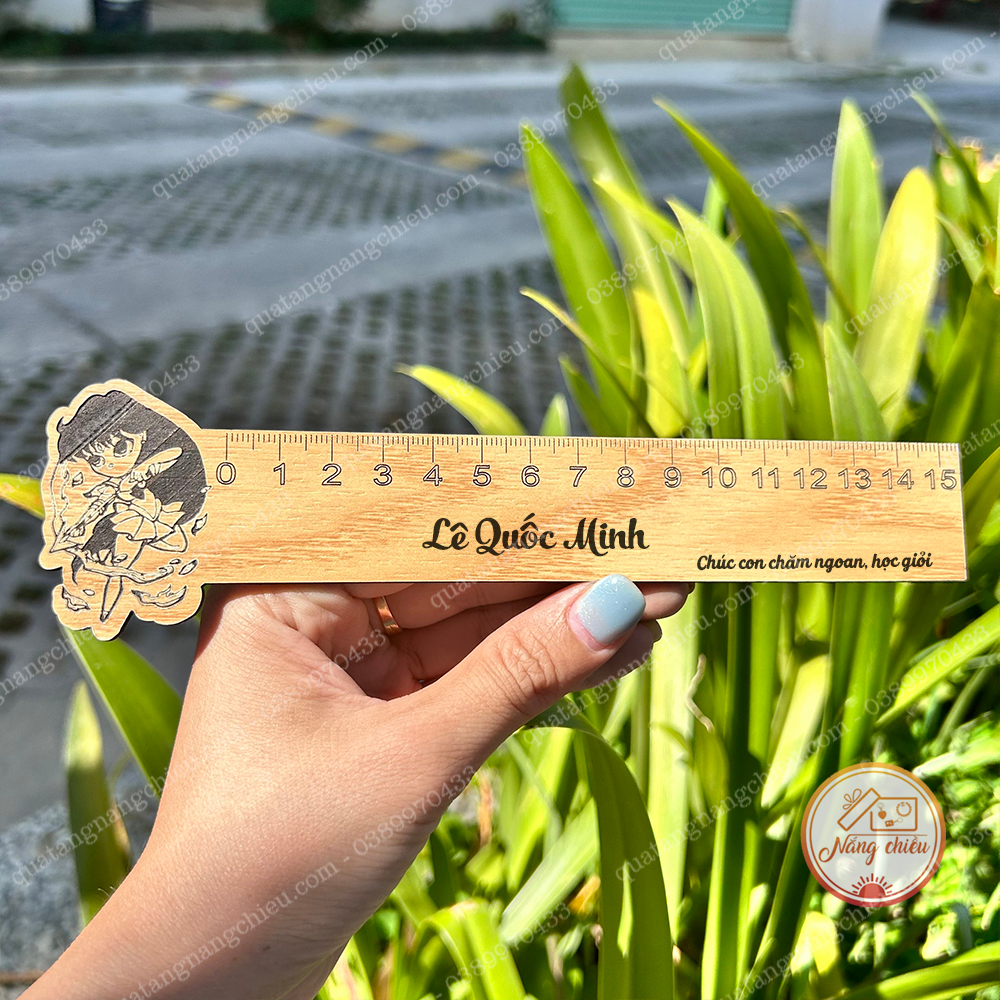 0 1 2 3 4 5 6 7 8 9 10 11 12 13 14 15
Lê Quốc Minh
Chúc con chăm ngoan, học giỏi
Nắng chiều
quatangnangchieu.com - 0389970433